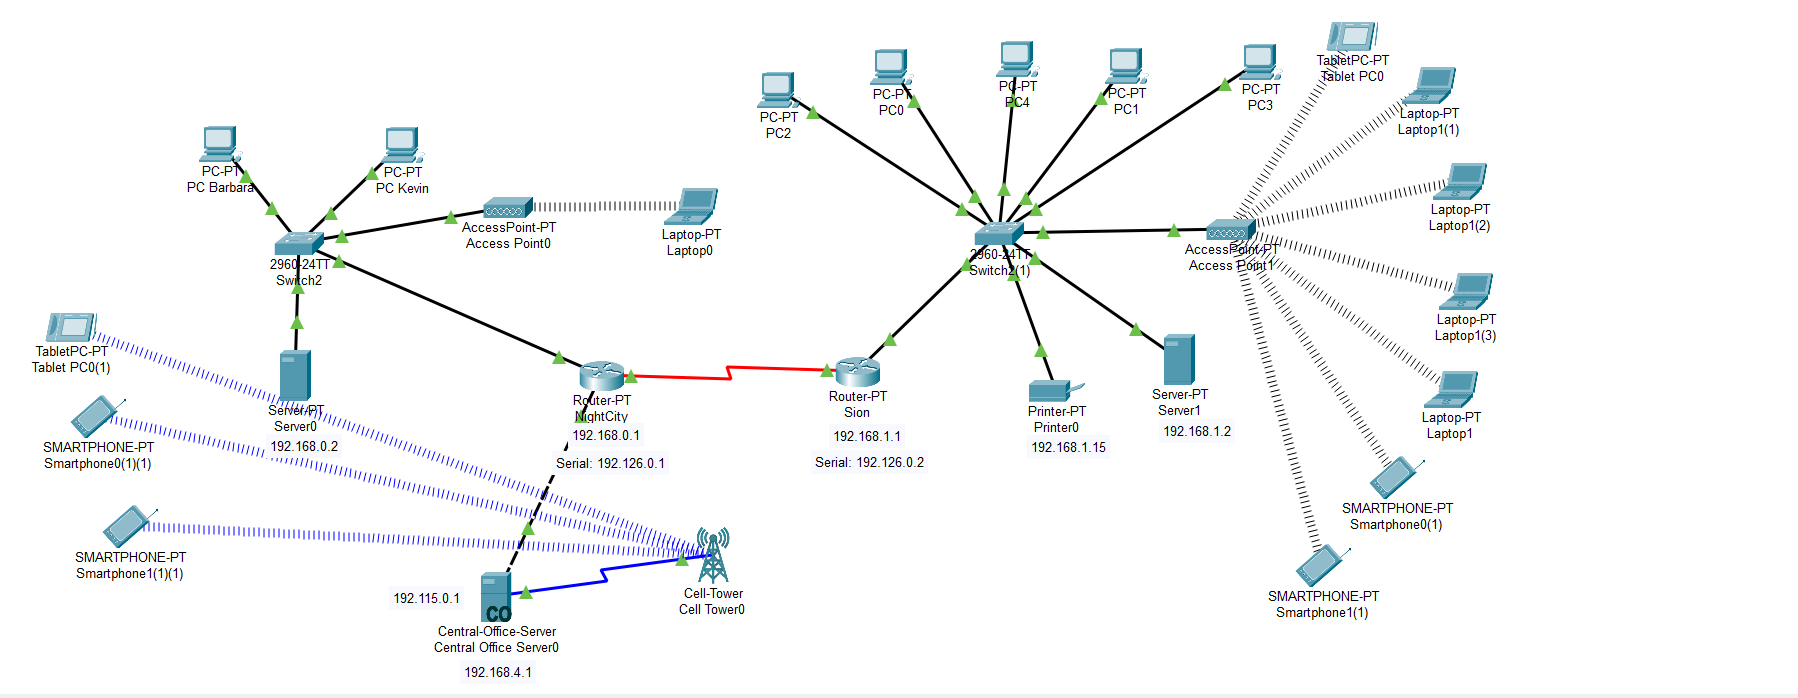 TabletPC-PT
Tablet PC0
PC-PT
PC4
PC-PT
PC0
PC-PT
PC1
PC-PT
PC3
PC-PT
PC2
Laptop-PT
Laptop1(1)
PC-PT
PC Barbara
PC-PT
PC Kevin
AccessPoint-PT
Access Point0
Laptop-PT
Laptop0
Laptop-PT
Laptop1(2)
2960-24TT
Switch2
2960-24TT
Switch2(1)
AccessPoint-PT
Access Point1
Laptop-PT
Laptop1(3)
TabletPC-PT
Tablet PC0(1)
Server-PT
Server0
192.168.0.2
Router-PT
NightCity
192.168.0.1
Serial: 192.126.0.1
Router-PT
Sion
192.168.1.1
Serial: 192.126.0.2
Printer-PT
Printer0
192.168.1.15
Server-PT
Server1
192.168.1.2
Laptop-PT
Laptop1
SMARTPHONE-PT
Smartphone0(1)(1)
SMARTPHONE-PT
Smartphone0(1)
SMARTPHONE-PT
Smartphone1(1)(1)
192.115.0.1
CO
Central-Office-Server
Central Office Server0
192.168.4.1
Cell-Tower
Cell Tower0
SMARTPHONE-PT
Smartphone1(1)